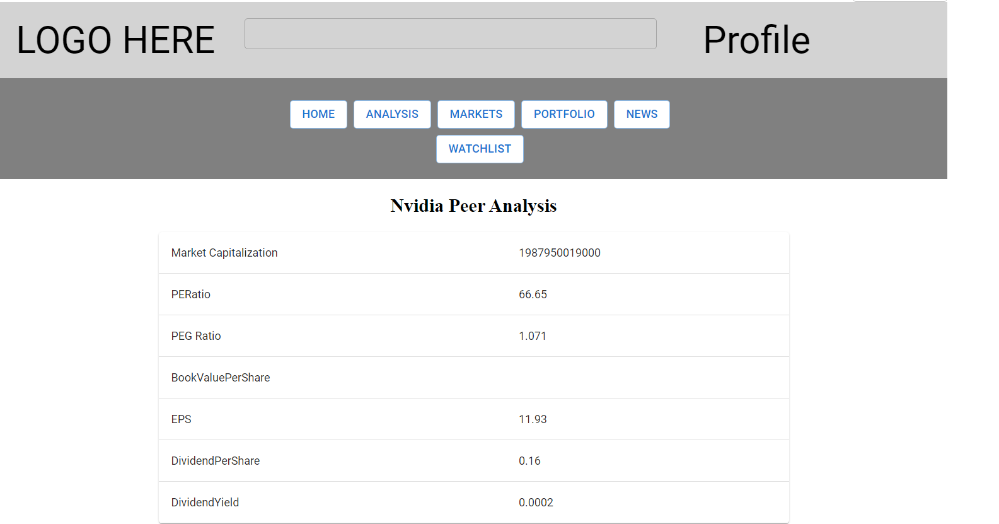 LOGO HERE Profile
HOME ANALYSIS MARKETS PORTFOLIO NEWS
WATCHLIST
Nvidia Peer Analysis
Market Capitalization 1987950019000
PERatio 66.65
PEG Ratio 1.071
BookValuePerShare
EPS 11.93
DividendPerShare 0.16
DividendYield 0.0002